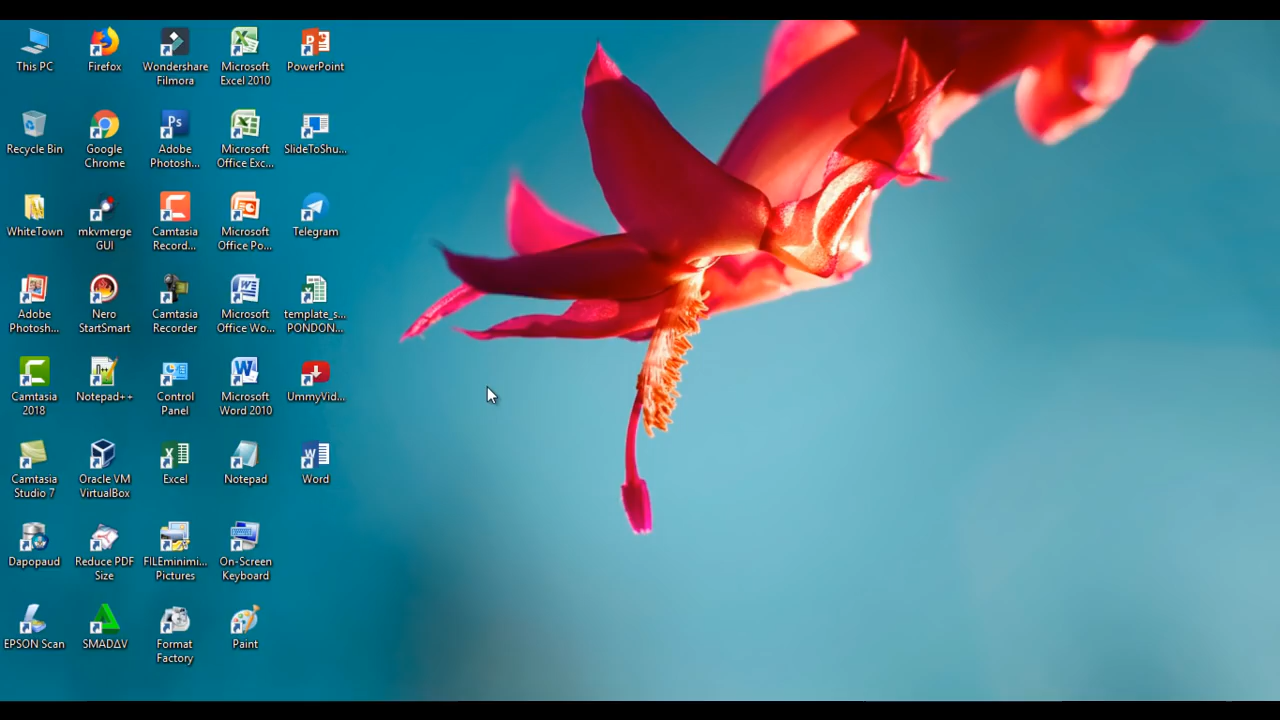 This PC
Firefox
Wondershare
Filmora
Microsoft
Excel 2010
PowerPoint
Recycle Bin
Google
Chrome
Adobe
Photosh...
Microsoft
Office Exc...
SlideToShu...
WhiteTown
mkvmerge
GUI
Camtasia
Record...
Microsoft
Office Po...
Telegram
Adobe
Photosh...
Nero
StartSmart
Camtasia
Recorder
Microsoft
Office Wo...
template_s...
PONDON...
Camtasia
2018
Notepad++
Control
Panel
Microsoft
Word 2010
UmmyVid...
Camtasia
Studio 7
Oracle VM
VirtualBox
Excel
Notepad
Word
Dapopaud
Reduce PDF
Size
FILEminimi...
Pictures
On-Screen
Keyboard
EPSON Scan
SMADΔV
Format
Factory
Paint